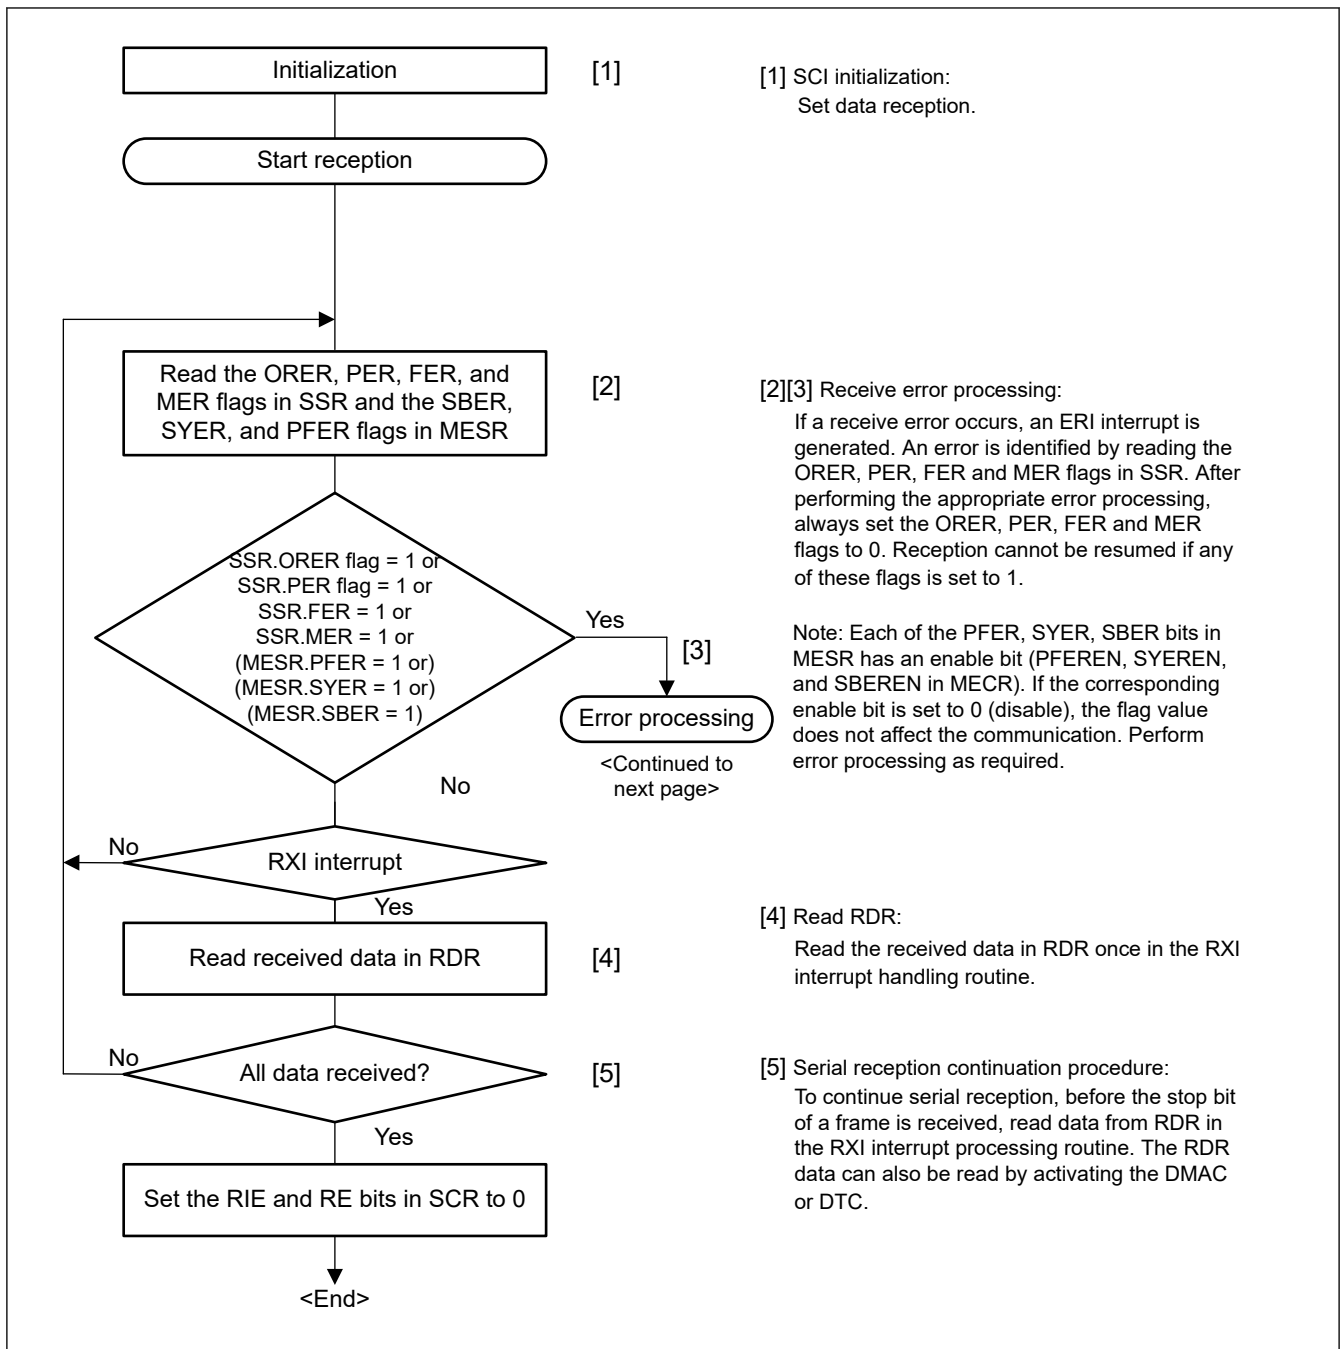 Initialization
[1]
[1] SCI initialization:
Set data reception.
Start reception
Read the ORER, PER, FER, and
MER flags in SSR and the SBER,
SYER, and PFER flags in MESR
[2]
[2][3] Receive error processing:
If a receive error occurs, an ERI interrupt is
generated. An error is identified by reading the
ORER, PER, FER and MER flags in SSR. After
performing the appropriate error processing,
always set the ORER, PER, FER and MER
flags to 0. Reception cannot be resumed if any
of these flags is set to 1.
Note: Each of the PFER, SYER, SBER bits in
MESR has an enable bit (PFEREN, SYEREN,
and SBEREN in MECR). If the corresponding
enable bit is set to 0 (disable), the flag value
does not affect the communication. Perform
error processing as required.
SSR.ORER flag = 1 or
SSR.PER flag = 1 or
SSR.FER = 1 or
SSR.MER = 1 or
(MESR.PFER = 1 or)
(MESR.SYER = 1 or)
(MESR.SBER = 1)
Yes
[3]
Error processing
<Continued to
next page>
No
No
RXI interrupt
Yes
Read received data in RDR
[4]
[4] Read RDR:
Read the received data in RDR once in the RXI
interrupt handling routine.
No
All data received?
[5]
[5] Serial reception continuation procedure:
To continue serial reception, before the stop bit
of a frame is received, read data from RDR in
the RXI interrupt processing routine. The RDR
data can also be read by activating the DMAC
or DTC.
Yes
Set the RIE and RE bits in SCR to 0
<End>